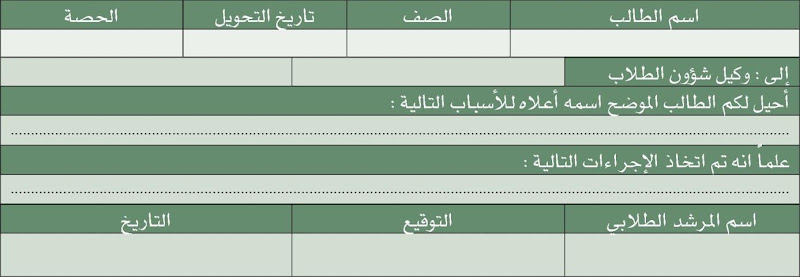 اسم الطالب الصف تاريخ التحويل الحصة
إلى : وكيل شؤون الطلاب
أحيل لكم الطالب الموضح اسمه أعلاه للأسباب التالية :
علماً انه تم اتخاذ الإجراءات التالية :
اسم المرشد الطلابي التوقيع التاريخ